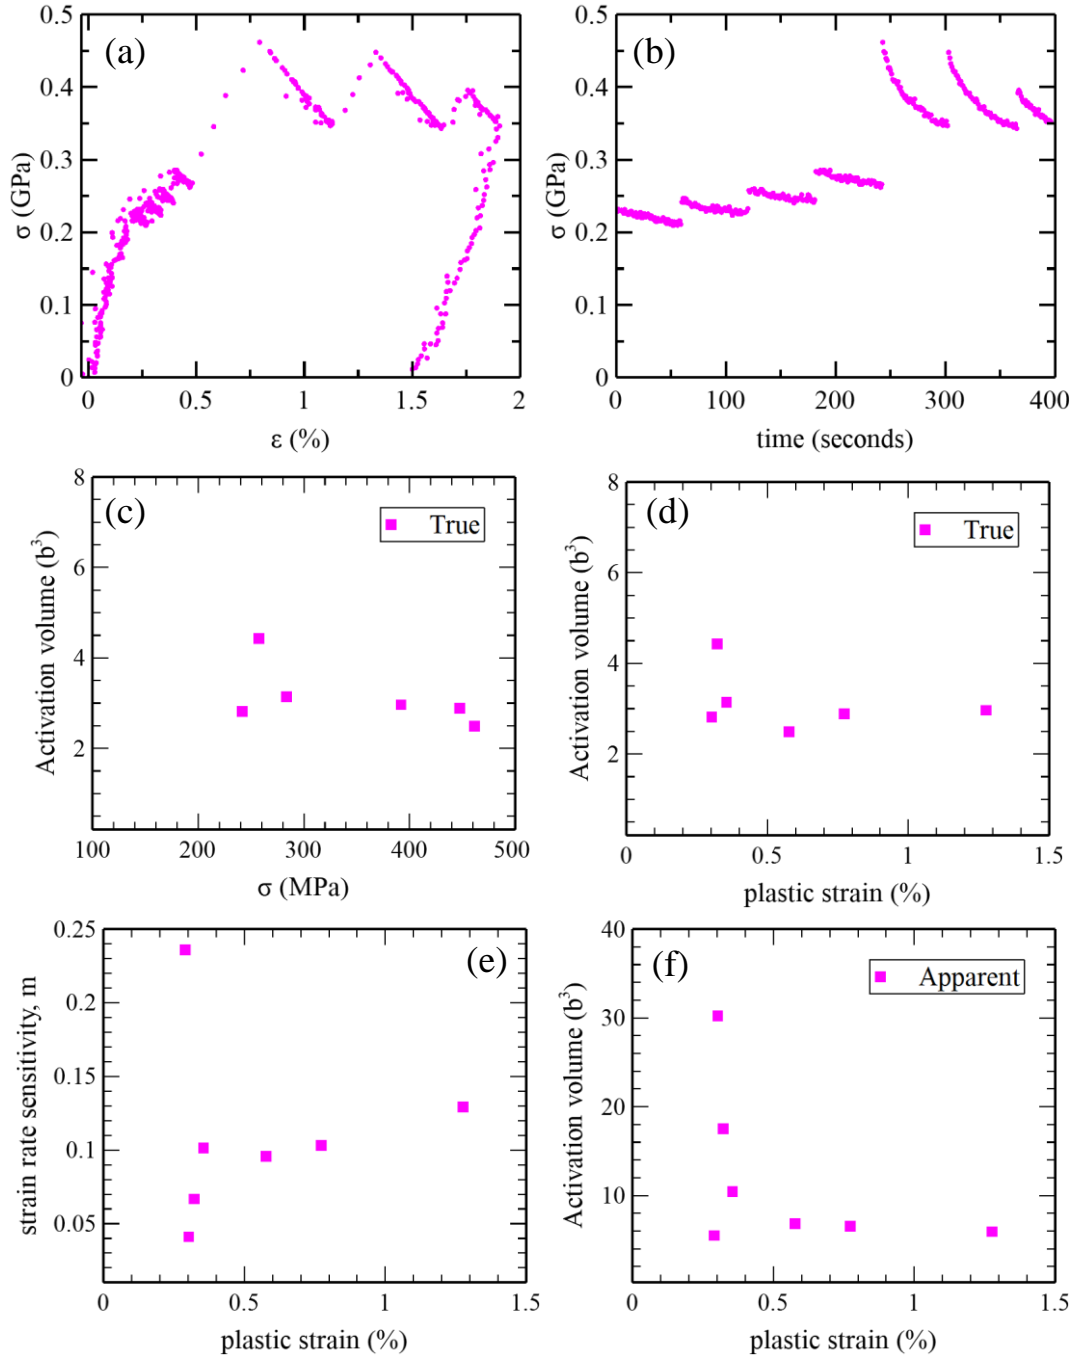 (a)
0.5
0.4
0.3
0.2
0.1
0
σ (GPa)
0 0.5 1 1.5 2
ε (%)
(b)
0.5
0.4
0.3
0.2
0.1
0
σ (GPa)
100 200 300 400
time (seconds)
(c)
True
8
6
4
2
Activation volume (b³)
100 200 300 400 500
σ (MPa)
(d)
True
8
6
4
2
Activation volume (b³)
0 0.5 1 1.5
plastic strain (%)
(e)
0.25
0.2
0.15
0.1
0.05
strain rate sensitivity, m
0 0.5 1 1.5
plastic strain (%)
(f)
Apparent
40
30
20
10
Activation volume (b³)
0 0.5 1 1.5
plastic strain (%)